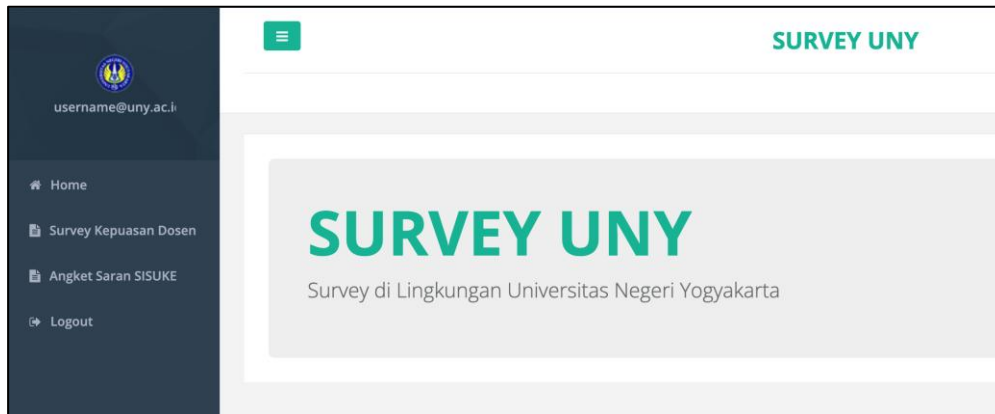 username@uny.ac.i
Home
Survey Kepuasan Dosen
Angket Saran SISUKE
Logout
SURVEY UNY
SURVEY UNY
Survey di Lingkungan Universitas Negeri Yogyakarta